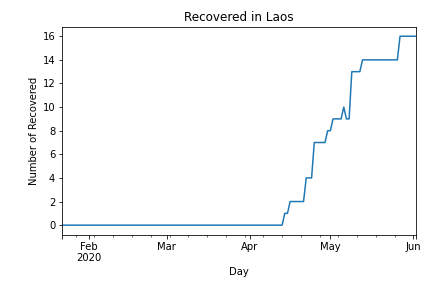 Recovered in Laos
Number of Recovered
16
14
12
10
8
6
4
2
0
Feb
2020
Mar
Apr
May
Jun
Day